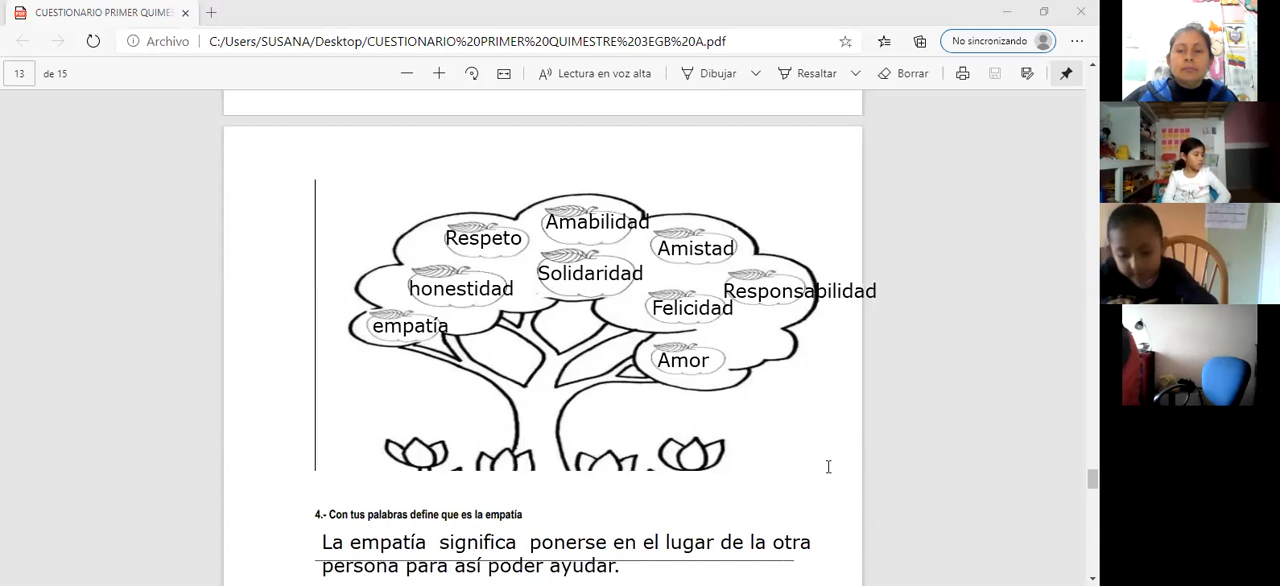 CUESTIONARIO PRIMER QUIMES
Archivo
C:/Users/SUSANA/Desktop/CUESTIONARIO%20PRIMER%20QUIMESTRE%203EGB%20A.pdf
No sincronizando
13
de 15
Lectura en voz alta
Dibujar
Resaltar
Borrar
Amabilidad
Respeto
Amistad
Solidaridad
honestidad
Responsabilidad
Felicidad
empatía
Amor
4.- Con tus palabras define que es la empatía
La empatía significa ponerse en el lugar de la otra
persona para así poder ayudar.